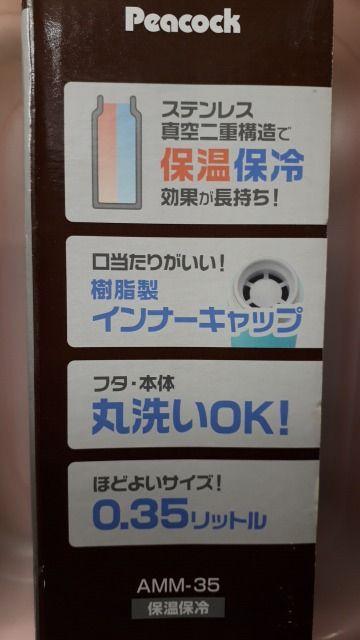 Peacock
ステンレス
真空二重構造で
保温保冷
効果が長持ち!
口当たりがいい!
樹脂製
インナーキャップ
フタ・本体
丸洗いOK!
ほどよいサイズ!
0.35リットル
AMM-35
保温保冷